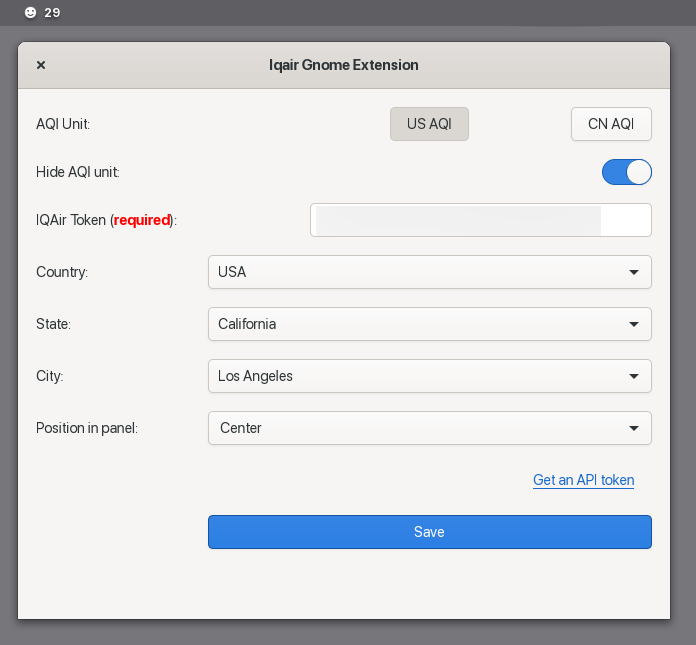 29
Iqair Gnome Extension
AQI Unit: US AQI CN AQI
Hide AQI unit:
IQAir Token (required):
Country: USA
State: California
City: Los Angeles
Position in panel: Center
Get an API token
Save